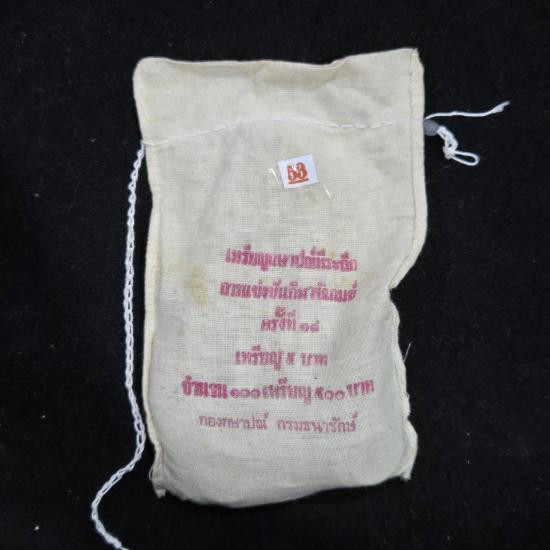 53
เหรียญกษาปณ์ที่ระลึก
การแข่งขันกีฬาซีเกมส์
ครั้งที่ ๑๘
เหรียญ ๕ บาท
จำนวน ๑๐๐ เหรียญ ๕๐๐ บาท
กองกษาปณ์ กรมธนารักษ์